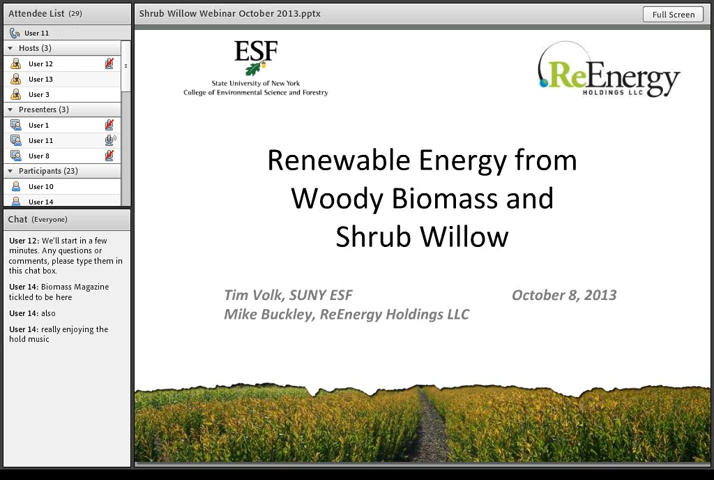 Attendee List (29)
User 11
Hosts (3)
User 12
User 13
User 3
Presenters (3)
User 1
User 11
User 8
Participants (23)
User 10
User 14
Chat (Everyone)
User 12: We'll start in a few
minutes. Any questions or
comments, please type them in
this chat box.
User 14: Biomass Magazine
tickled to be here
User 14: also
User 14: really enjoying the
hold music
Shrub Willow Webinar October 2013.pptx
Full Screen
ESF
State University of New York
College of Environmental Science and Forestry
ReEnergy
HOLDINGS LLC
Renewable Energy from
Woody Biomass and
Shrub Willow
Tim Volk, SUNY ESF October 8, 2013
Mike Buckley, ReEnergy Holdings LLC